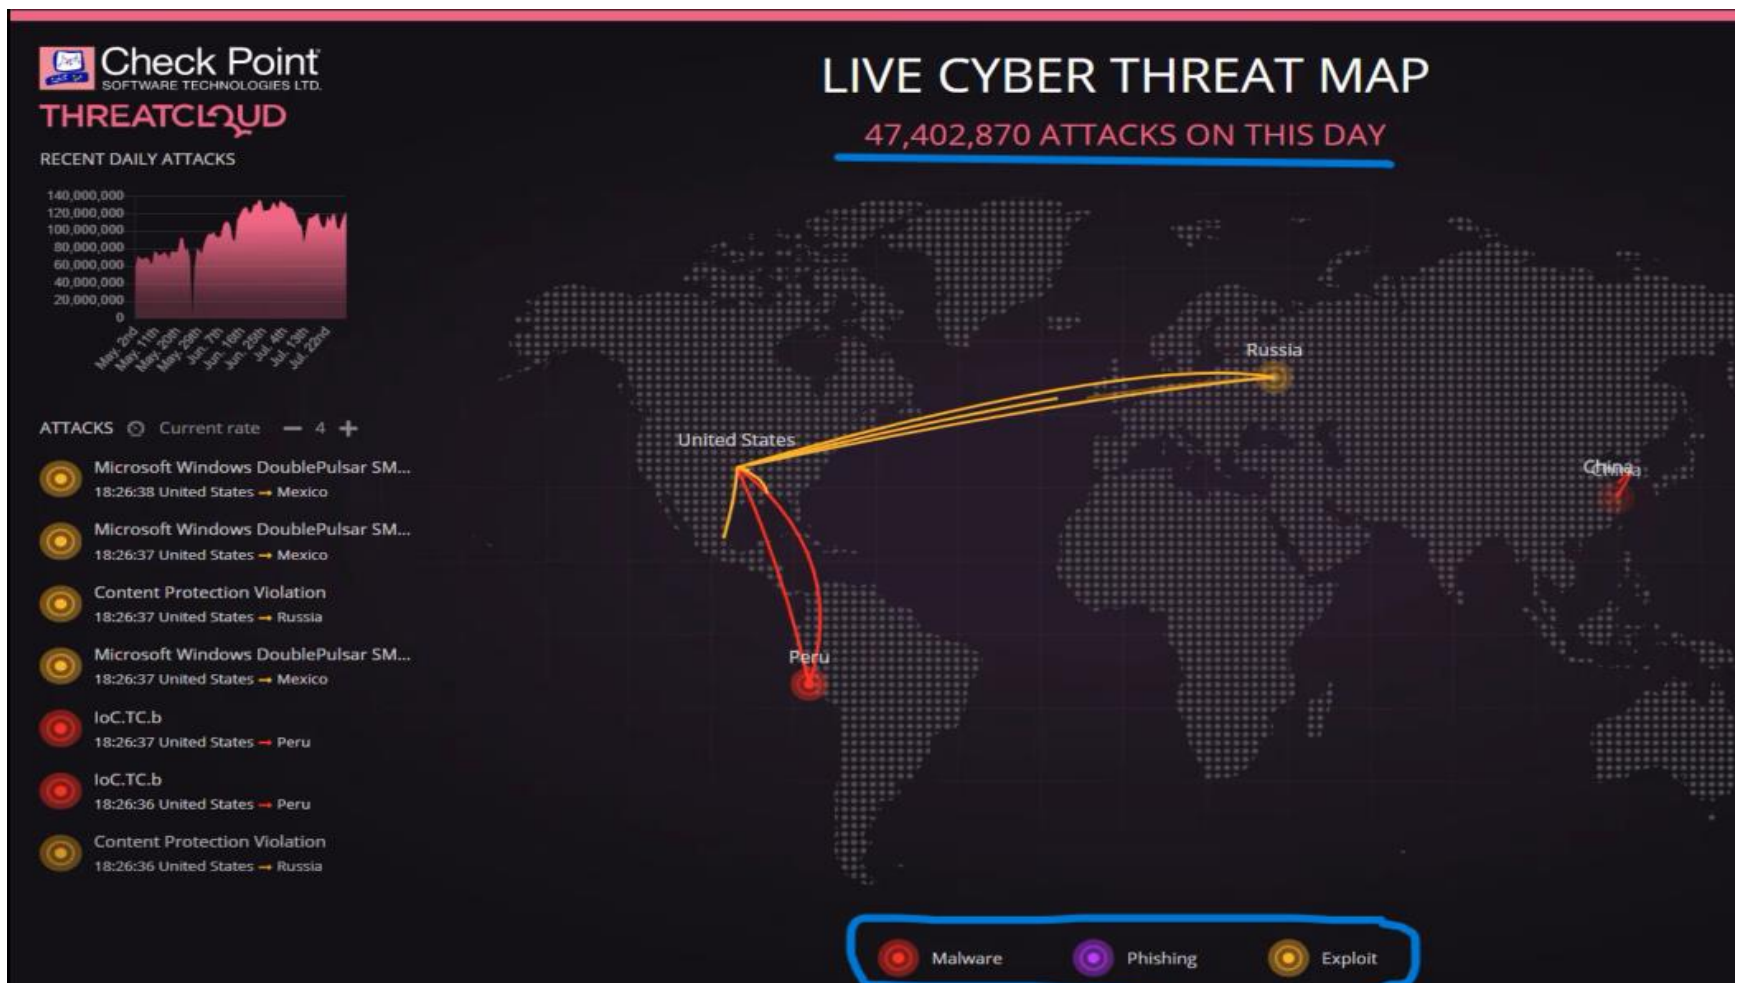 Check Point
SOFTWARE TECHNOLOGIES LTD.
THREATCLOUD
RECENT DAILY ATTACKS
140,000,000
120,000,000
100,000,000
80,000,000
60,000,000
40,000,000
20,000,000
0
May. 2nd
May. 11th
May. 20th
May. 29th
Jun. 7th
Jun. 16th
Jun. 25th
Jul. 4th
Jul. 13th
Jul. 22nd
ATTACKS Current rate — 4 +
Microsoft Windows DoublePulsar SM...
18:26:38 United States → Mexico
Microsoft Windows DoublePulsar SM...
18:26:37 United States → Mexico
Content Protection Violation
18:26:37 United States → Russia
Microsoft Windows DoublePulsar SM...
18:26:37 United States → Mexico
IoC.TC.b
18:26:37 United States → Peru
IoC.TC.b
18:26:36 United States → Peru
Content Protection Violation
18:26:36 United States → Russia
LIVE CYBER THREAT MAP
47,402,870 ATTACKS ON THIS DAY
Russia
United States
China
China
Peru
Malware Phishing Exploit